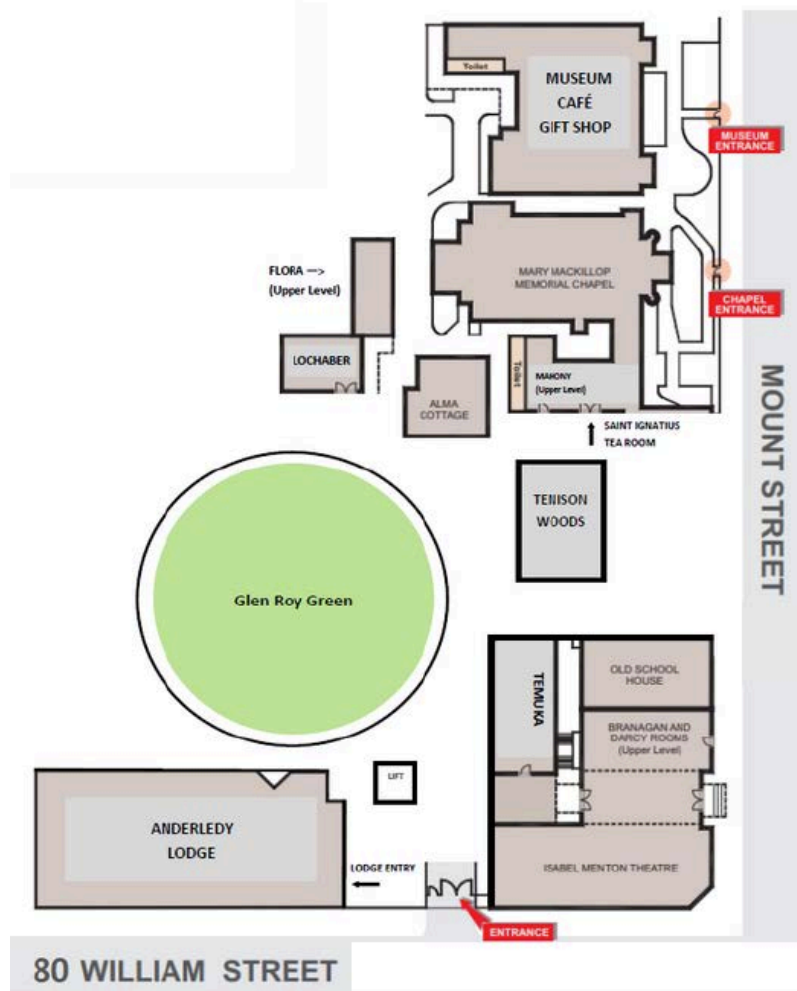 Toilet
MUSEUM
CAFÉ
GIFT SHOP
MUSEUM
ENTRANCE
FLORA —>
(Upper Level)
MARY MACKILLOP
MEMORIAL CHAPEL
CHAPEL
ENTRANCE
LOCHABER
Toilet
MAHONY
(Upper Level)
ALMA
COTTAGE
SAINT IGNATIUS
TEA ROOM
MOUNT STREET
TENISON
WOODS
Glen Roy Green
TEMUKA
OLD SCHOOL
HOUSE
BRANAGAN AND
DARCY ROOMS
(Upper Level)
LIFT
ANDERLEDY
LODGE
LODGE ENTRY
ISABEL MENTON THEATRE
ENTRANCE
80 WILLIAM STREET